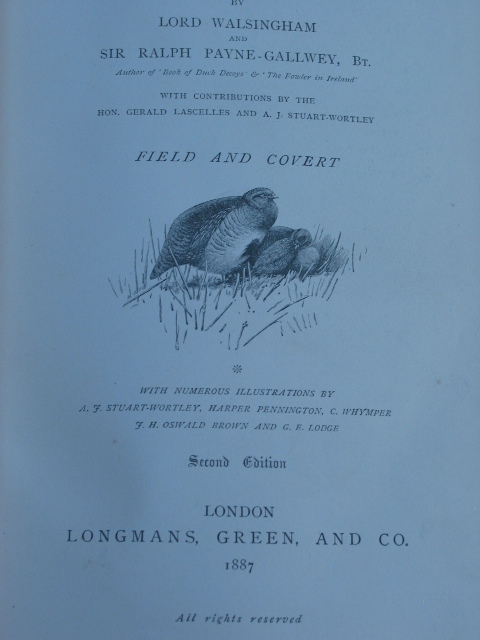 BY
LORD WALSINGHAM
AND
SIR RALPH PAYNE-GALLWEY, BT.
Author of 'Book of Duck Decoys' & 'The Fowler in Ireland'
WITH CONTRIBUTIONS BY THE
HON. GERALD LASCELLES AND A. J. STUART-WORTLEY
FIELD AND COVERT
WITH NUMEROUS ILLUSTRATIONS BY
A. J. STUART-WORTLEY, HARPER PENNINGTON, C. WHYMPER
J. H. OSWALD BROWN AND G. E. LODGE
Second Edition
LONDON
LONGMANS, GREEN, AND CO.
1887
All rights reserved